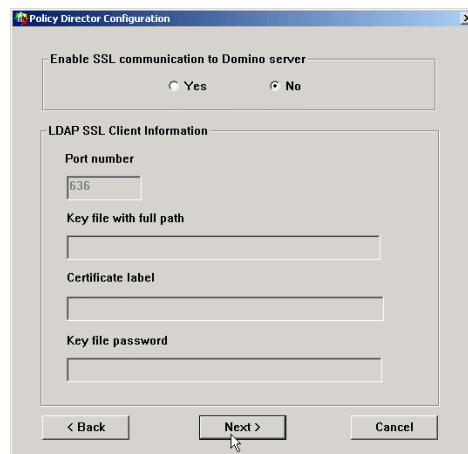 Policy Director Configuration
Enable SSL communication to Domino server
Yes No
LDAP SSL Client Information
Port number
636
Key file with full path
Certificate label
Key file password
< Back Next > Cancel